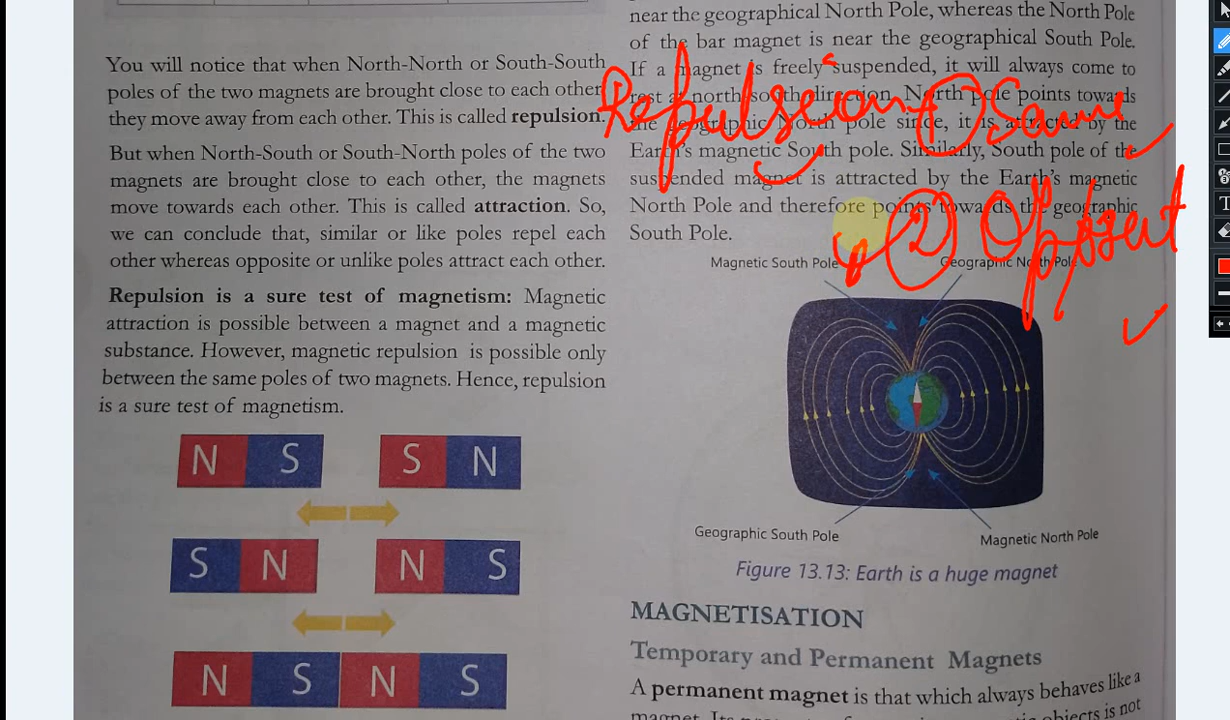 You will notice that when North-North or South-South
poles of the two magnets are brought close to each other,
they move away from each other. This is called repulsion.
But when North-South or South-North poles of the two
magnets are brought close to each other, the magnets
move towards each other. This is called attraction. So,
we can conclude that, similar or like poles repel each
other whereas opposite or unlike poles attract each other.
Repulsion is a sure test of magnetism: Magnetic
attraction is possible between a magnet and a magnetic
substance. However, magnetic repulsion is possible only
between the same poles of two magnets. Hence, repulsion
is a sure test of magnetism.
N S S N
S N N S
N S N S
near the geographical North Pole, whereas the North Pole
of the bar magnet is near the geographical South Pole.
If a magnet is freely suspended, it will always come to
rest at north-south direction. North pole points towards
the geographic North pole since, it is attracted by the
Earth's magnetic South pole. Similarly, South pole of the
suspended magnet is attracted by the Earth's magnetic
North Pole and therefore points towards the geographic
South Pole.
Repulsion ① Same
②
Magnetic South Pole
Geographic North Pole
Geographic South Pole
Magnetic North Pole
Figure 13.13: Earth is a huge magnet
MAGNETISATION
Temporary and Permanent Magnets
A permanent magnet is that which always behaves like a
magnet. Its objects is not